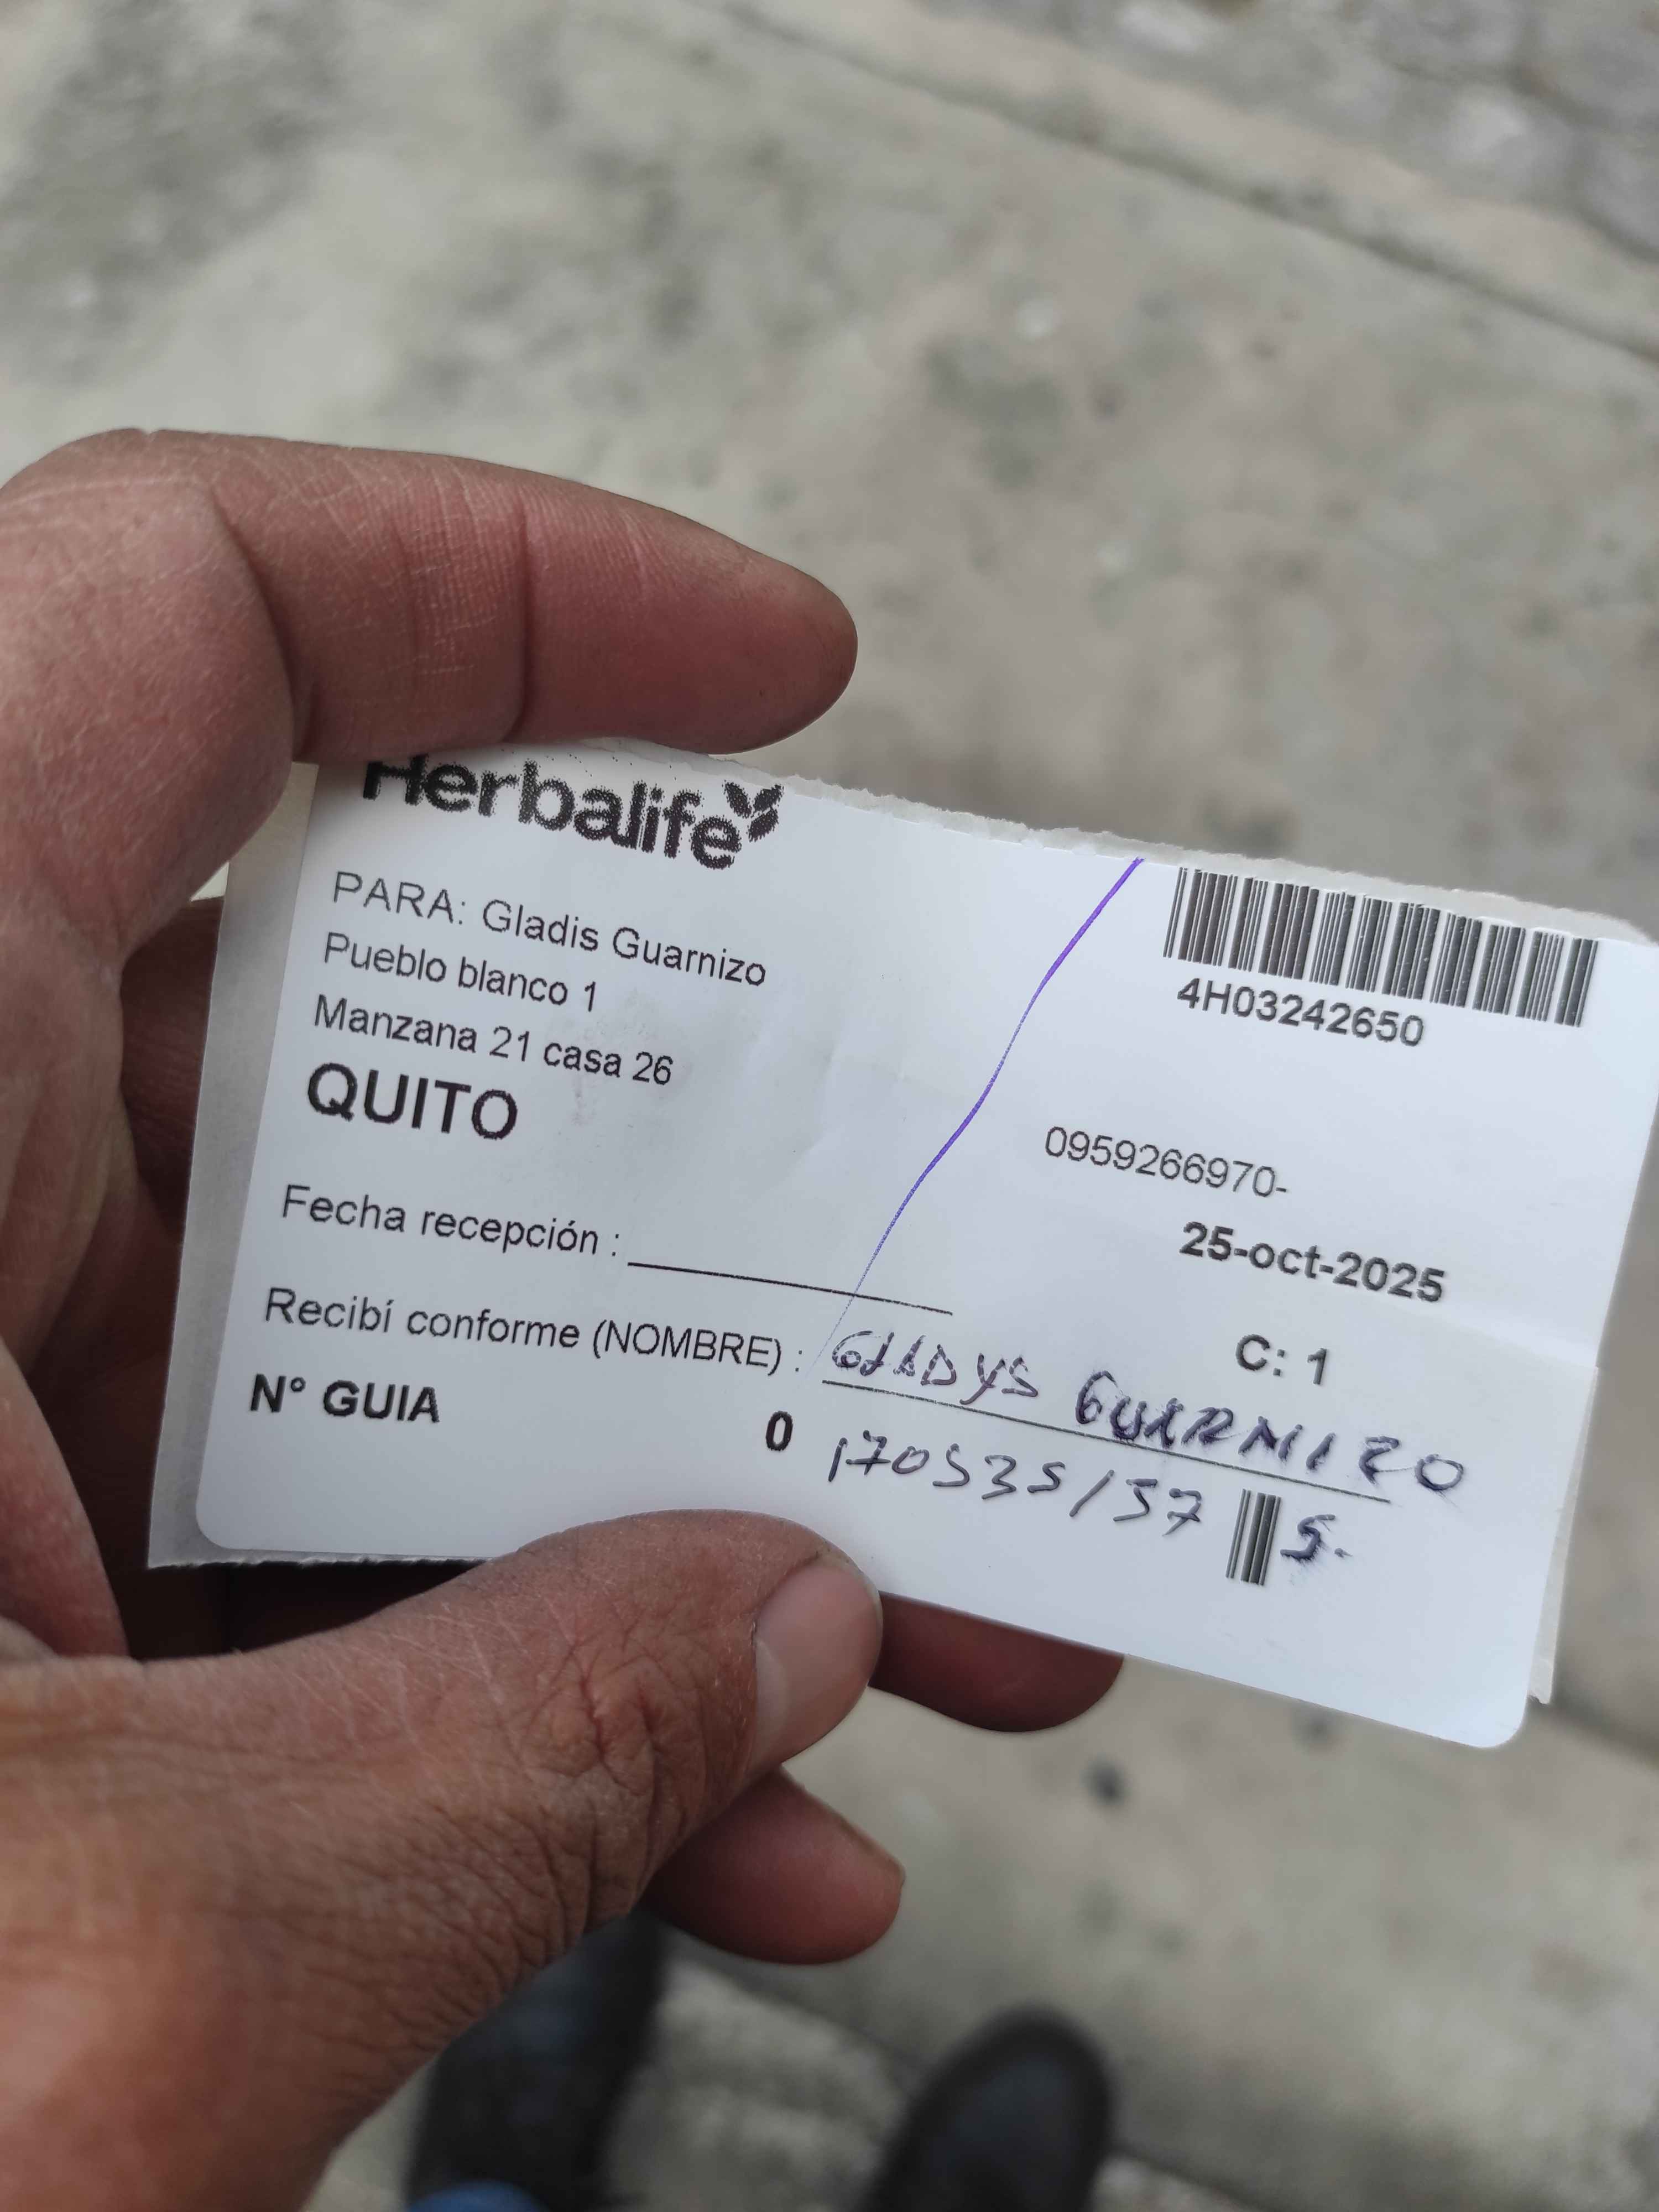 Herbalife
PARA: Gladis Guarnizo
Pueblo blanco 1
Manzana 21 casa 26
QUITO
4H03242650
0959266970-
25-oct-2025
Fecha recepción :
C: 1
Recibí conforme (NOMBRE) : GLADYS GUARNIZO
N° GUIA 0
170535157 5.